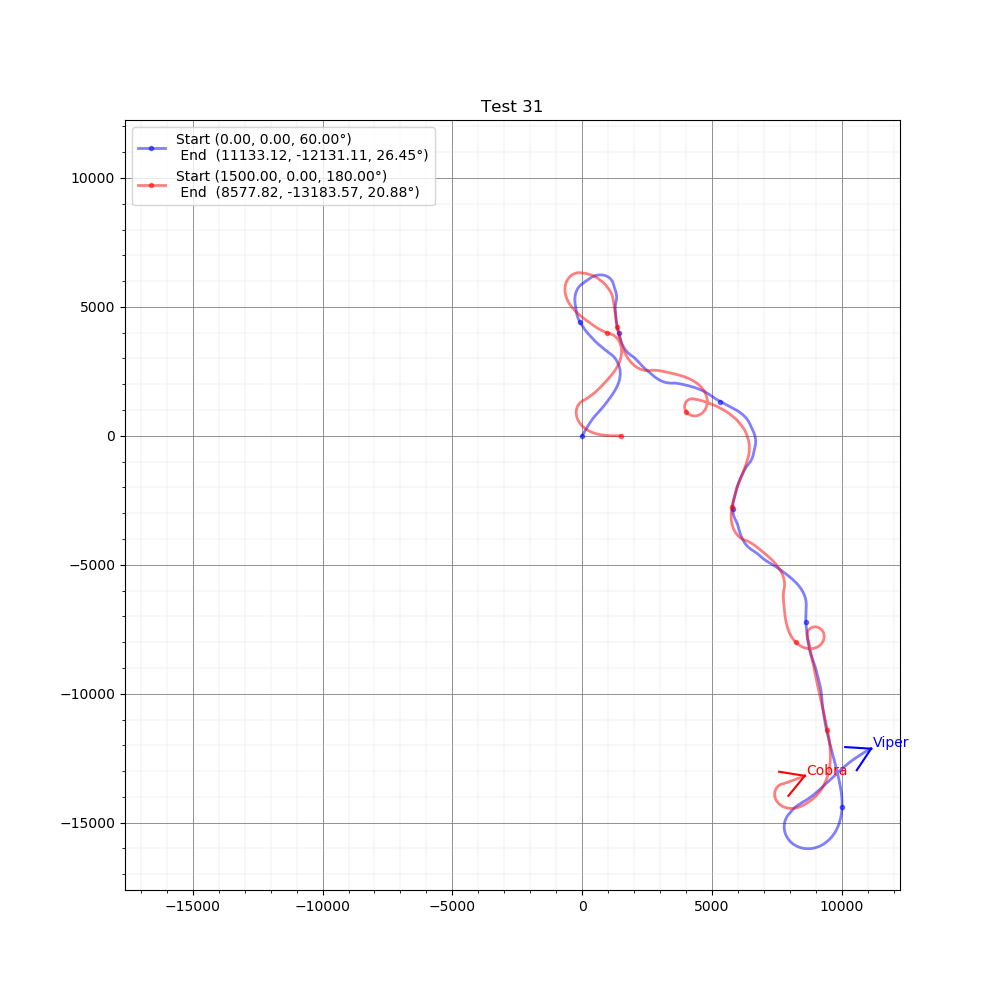 Test 31
Start (0.00, 0.00, 60.00°)
End (11133.12, -12131.11, 26.45°)
Start (1500.00, 0.00, 180.00°)
End (8577.82, -13183.57, 20.88°)
10000
5000
0
−5000
−10000
−15000
Viper
Cobra
−15000
−10000
−5000
0
5000
10000